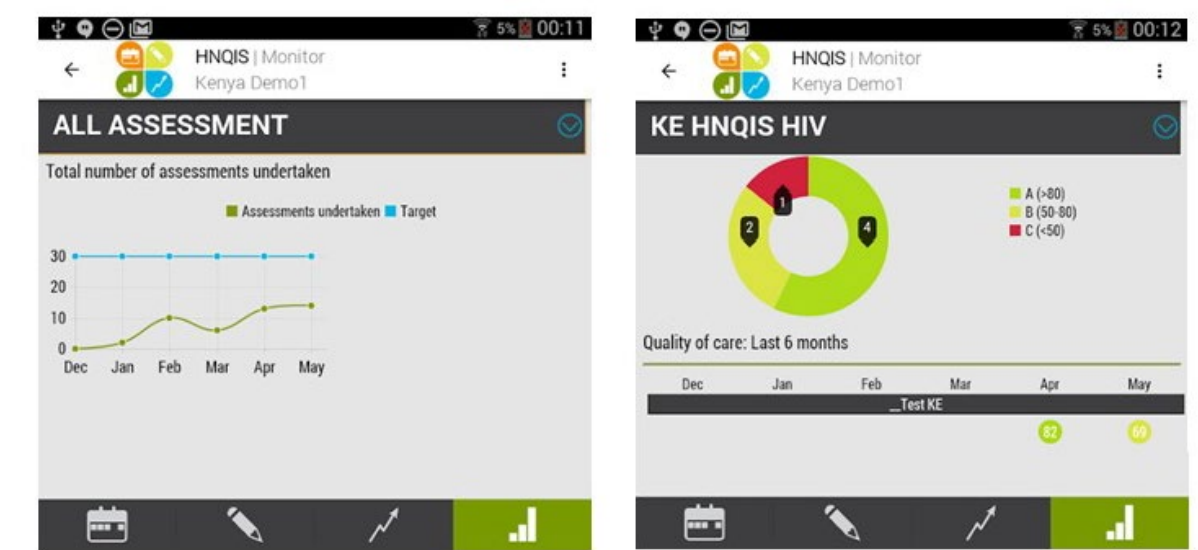 5% 00:11
HNQIS | Monitor
Kenya Demo1
ALL ASSESSMENT
Total number of assessments undertaken
Assessments undertaken Target
30
20
10
0
Dec Jan Feb Mar Apr May
5% 00:12
HNQIS | Monitor
Kenya Demo1
KE HNQIS HIV
1
2
4
A (>80)
B (50-80)
C (<50)
Quality of care: Last 6 months
Dec Jan Feb Mar Apr May
__Test KE
82 69